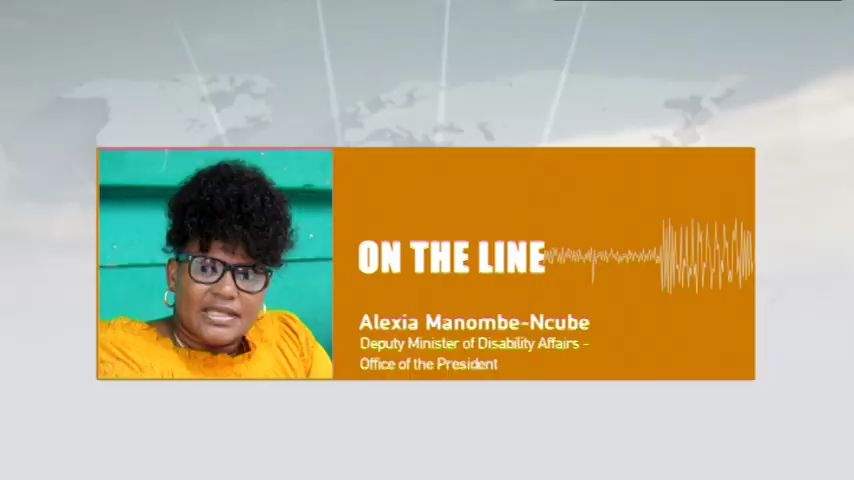 ON THE LINE
Alexia Manombe-Ncube
Deputy Minister of Disability Affairs -
Office of the President